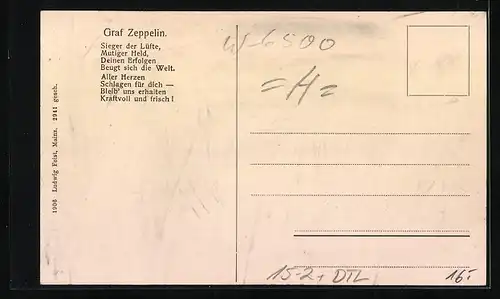 Graf Zeppelin.
Sieger der Lüfte,
Mutiger Held,
Deinen Erfolgen
Beugt sich die Welt.
Aller Herzen
Schlagen für dich —
Bleib' uns erhalten
Kraftvoll und frisch!
1906 Ludwig Feist, Mainz. 2941 gesch.
W-6500
=H=
15-2+ DTL
16.-